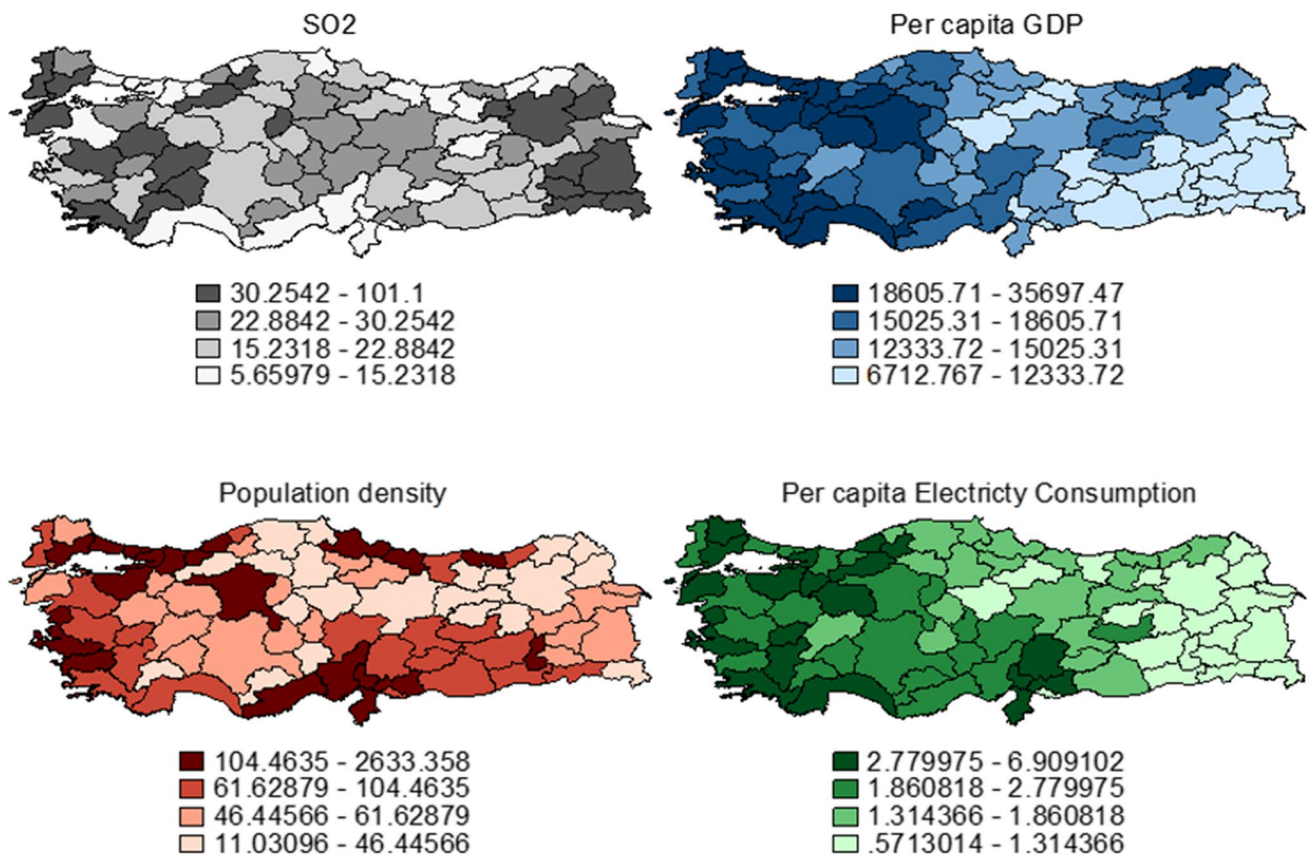 SO2
30.2542 - 101.1
22.8842 - 30.2542
15.2318 - 22.8842
5.65979 - 15.2318
Per capita GDP
18605.71 - 35697.47
15025.31 - 18605.71
12333.72 - 15025.31
6712.767 - 12333.72
Population density
104.4635 - 2633.358
61.62879 - 104.4635
46.44566 - 61.62879
11.03096 - 46.44566
Per capita Electricty Consumption
2.779975 - 6.909102
1.860818 - 2.779975
1.314366 - 1.860818
.5713014 - 1.314366